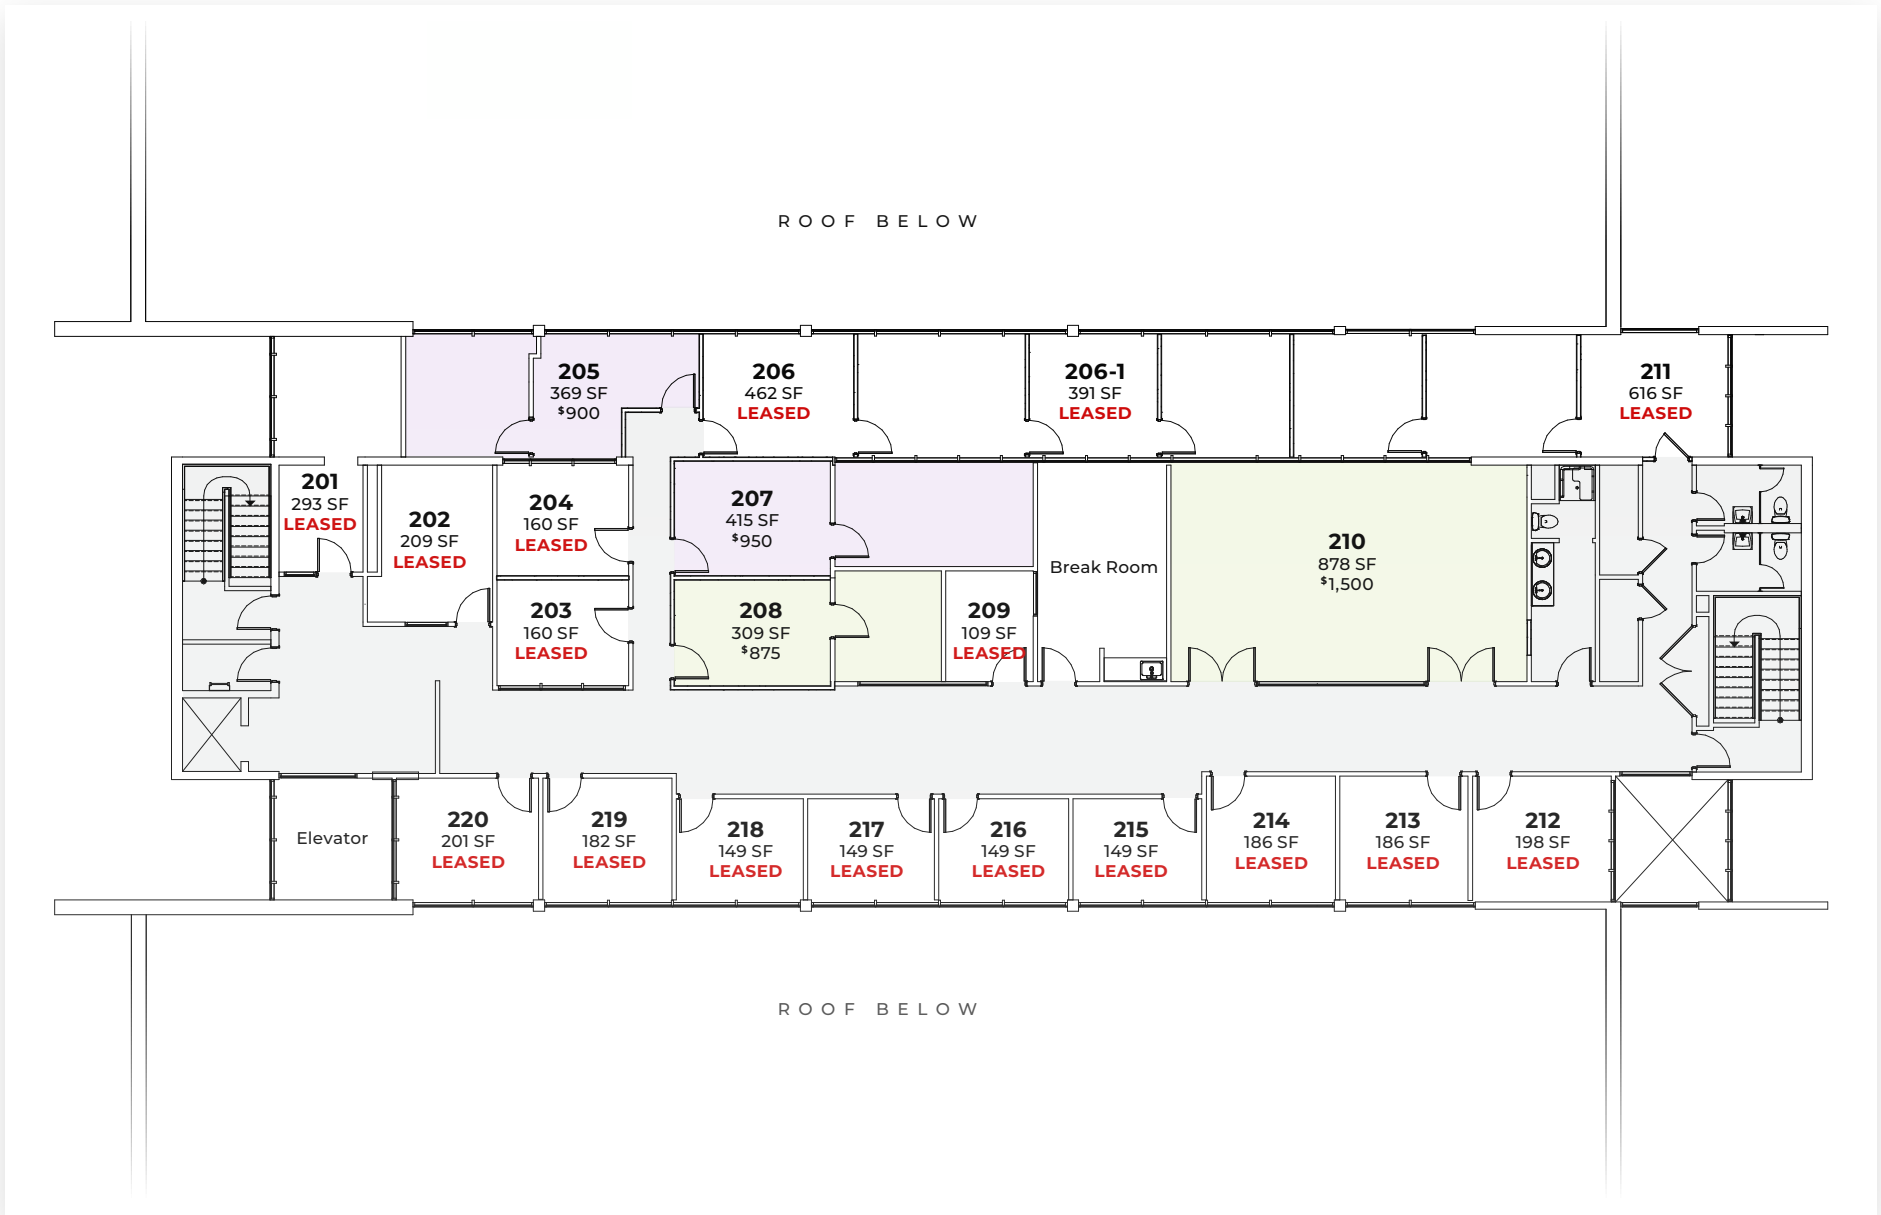 ROOF BELOW
205
369 SF
$900
206
462 SF
LEASED
206-1
391 SF
LEASED
211
616 SF
LEASED
201
293 SF
LEASED
202
209 SF
LEASED
204
160 SF
LEASED
207
415 SF
$950
Break Room
210
878 SF
$1,500
203
160 SF
LEASED
208
309 SF
$875
209
109 SF
LEASED
Elevator
220
201 SF
LEASED
219
182 SF
LEASED
218
149 SF
LEASED
217
149 SF
LEASED
216
149 SF
LEASED
215
149 SF
LEASED
214
186 SF
LEASED
213
186 SF
LEASED
212
198 SF
LEASED
ROOF BELOW